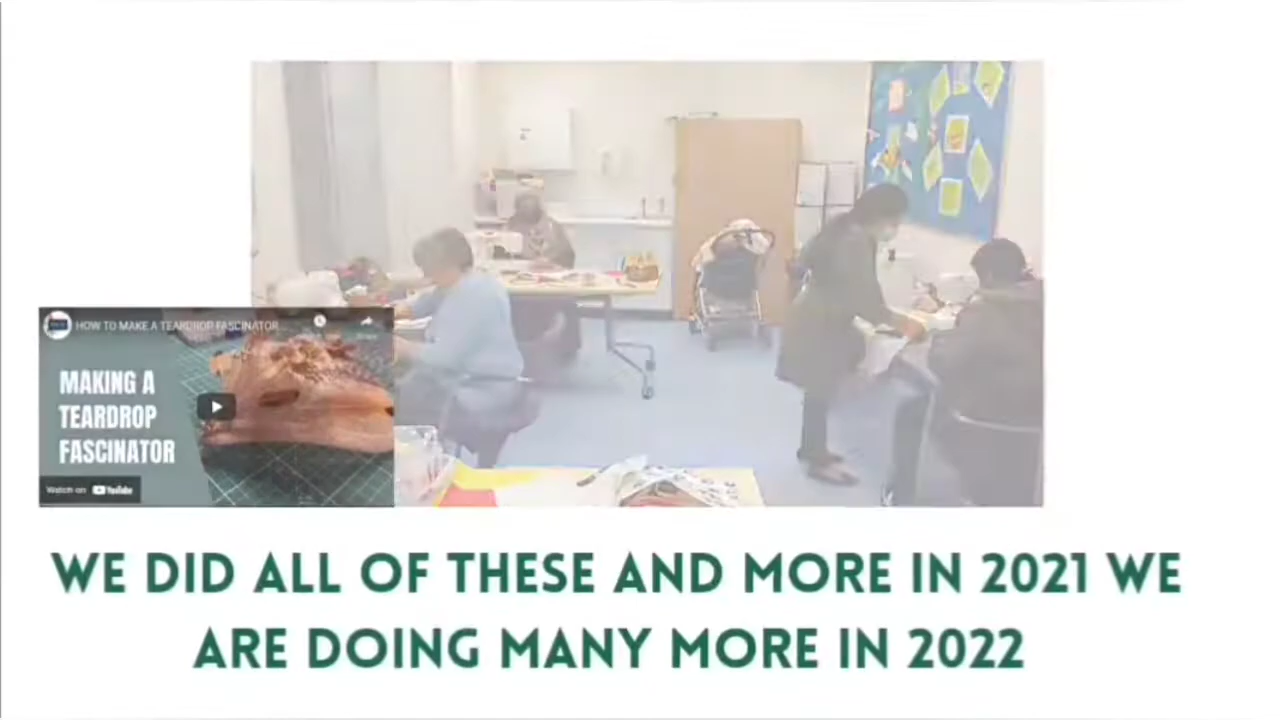 HOW TO MAKE A TEARDROP FASCINATOR...
Share
MAKING A
TEARDROP
FASCINATOR
Watch on YouTube
WE DID ALL OF THESE AND MORE IN 2021 WE
ARE DOING MANY MORE IN 2022